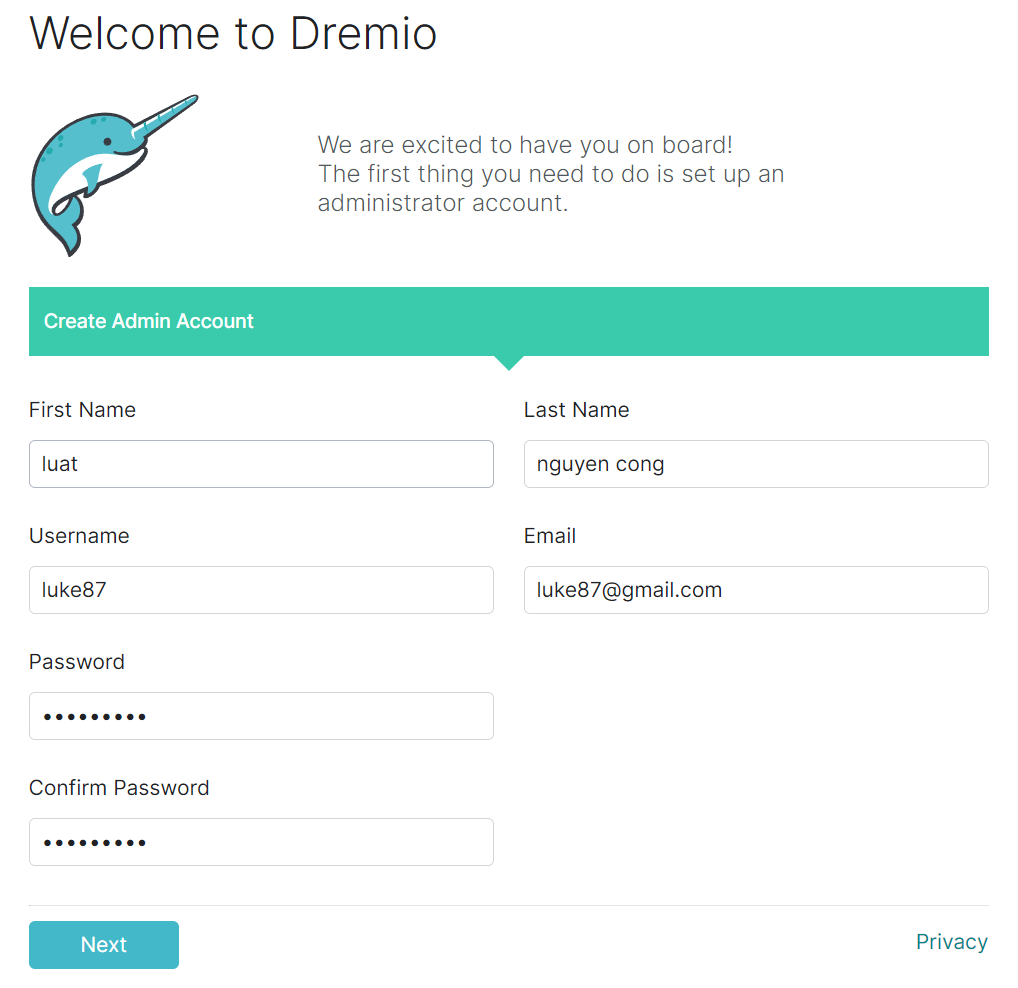 Welcome to Dremio
We are excited to have you on board!
The first thing you need to do is set up an
administrator account.
Create Admin Account
First Name
Last Name
luat
nguyen cong
Username
Email
luke87
luke87@gmail.com
Password
•••••••••
Confirm Password
•••••••••
Next
Privacy